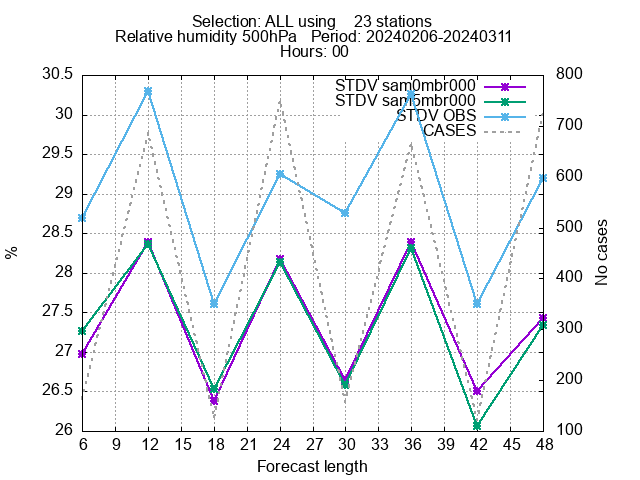 Selection: ALL using 23 stations
Relative humidity 500hPa Period: 20240206-20240311
Hours: 00
STDV sam0mbr000
STDV sam6mbr000
STDV OBS
CASES
30.5
30
29.5
29
28.5
28
27.5
27
26.5
26
800
700
600
500
400
300
200
100
%
No cases
6 9 12 15 18 21 24 27 30 33 36 39 42 45 48
Forecast length